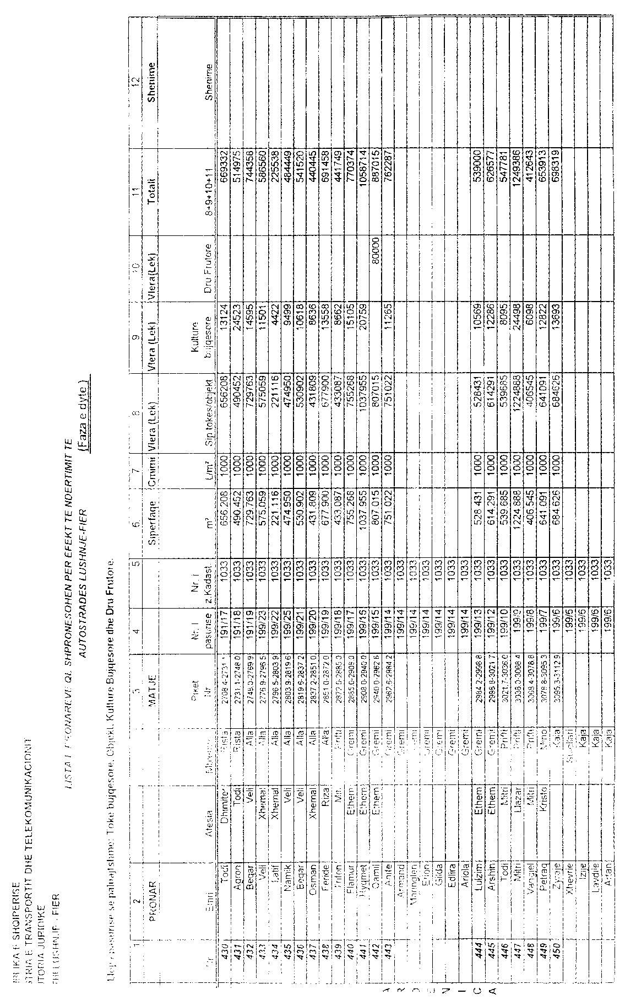 E SHQIPERISE
E TRANSPORTIT DHE TELEKOMUNIKACIONIT
JURIDIKE
LUSHNJE - FIER
LISTA E PRONAREVE QE SHPRONESOHEN PER EFEKT TE NDERTIMIT TE
AUTOSTRADES LUSHNJE-FIER (Faza e dyte)
pasurise se paluajtshme: Toke bujqesore, Objekt, Kulture Bujqesore dhe Dru Frutore.
1 2 3 4 5 6 7 8 9 10 11 12
PRONAR MATJE Siperfaqe Cmimi Vlera (Lek) Vlera (Lek) Vlera(Lek) Totali Shenime
Nr Emri Atesia Piket Nr Nr. I pasurise Nr. i z.Kadast. m² L/m² Sip.tokes/objekt Kulture bujqesore Dru Frutore 8+9+10+11 Shenime
430 Todi Dhimiter Rista 2708.4-2731.1 191/17 1033 656.208 1000 656208 13124 669332
431 Agron Todi Rista 2731.1-2748.0 191/18 1033 490.452 1000 490452 24523 514975
432 Beqar Veli Alla 2748.0-2769.9 191/19 1033 729.763 1000 729763 14595 744358
433 Veli Xhemal Alla 2776.9-2796.5 199/23 1033 575.059 1000 575059 11501 586560
434 Latif Xhemal Alla 2796.5-2803.9 199/22 1033 221.116 1000 221116 4422 225538
435 Namik Veli Alla 2803.9-2819.6 199/25 1033 474.950 1000 474950 9499 484449
436 Beqar Veli Alla 2819.6-2837.2 199/21 1033 530.902 1000 530902 10618 541520
437 Osman Xhemal Alla 2837.2-2851.0 199/20 1033 431.809 1000 431809 8636 440445
438 Feride Riza Alla 2851.0-2872.0 199/19 1033 677.900 1000 677900 13558 691458
439 Prifti 2872.0-2885.0 199/18 1033 433.087 1000 433087 8662 441749
440 Flamur Ethem Gremi 2885.0-2908.0 199/17 1033 755.268 1000 755268 15105 770374
441 Hyqmet Ethem Gremi 2908.0-2940.0 199/16 1033 1037.955 1000 1037955 20759 1058714
442 Qamil Ethem Gremi 2940.0-2962.6 199/15 1033 807.015 1000 807015 80000 887015
443 Anife Gremi 2962.6-2984.2 199/14 1033 751.022 1000 751022 11265 762287
Armand Gremi 199/14 1033
Maringlen Gremi 199/14 1033
Erion Gremi 199/14 1033
Gilda Gremi 199/14 1033
Edlira Gremi 199/14 1033
Ariola Gremi 199/14 1033
444 Lulzim Ethem Gremi 2984.2-2998.8 199/13 1033 528.431 1000 528431 10569 539000
445 Arshin Ethem Gremi 2998.8-3021.7 199/12 1033 614.291 1000 614291 12286 626577
446 Todi Mitri Prifti 3021.7-3036.0 199/10 1033 539.685 1000 539685 8095 547781
447 Mitri Llazar Prifti 3036.0-3068.4 199/9 1033 1224.888 1000 1224888 24498 1249386
448 Vangjel Mitri Prifti 3068.4-3078.8 199/8 1033 406.545 1000 406545 6098 412643
449 Petraq Kristo 3078.8-3095.3 199/7 1033 641.091 1000 641091 12822 653913
450 Zyraje Kaja 3095.3-3112.9 199/6 1033 684.626 1000 684626 13693 698319
Xhevrie 199/6 1033
Izije Kaja 199/6 1033
Lavdije Kaja 199/6 1033
Artan Kaja 199/6 1033
A
R
D
E
N
I
C
A